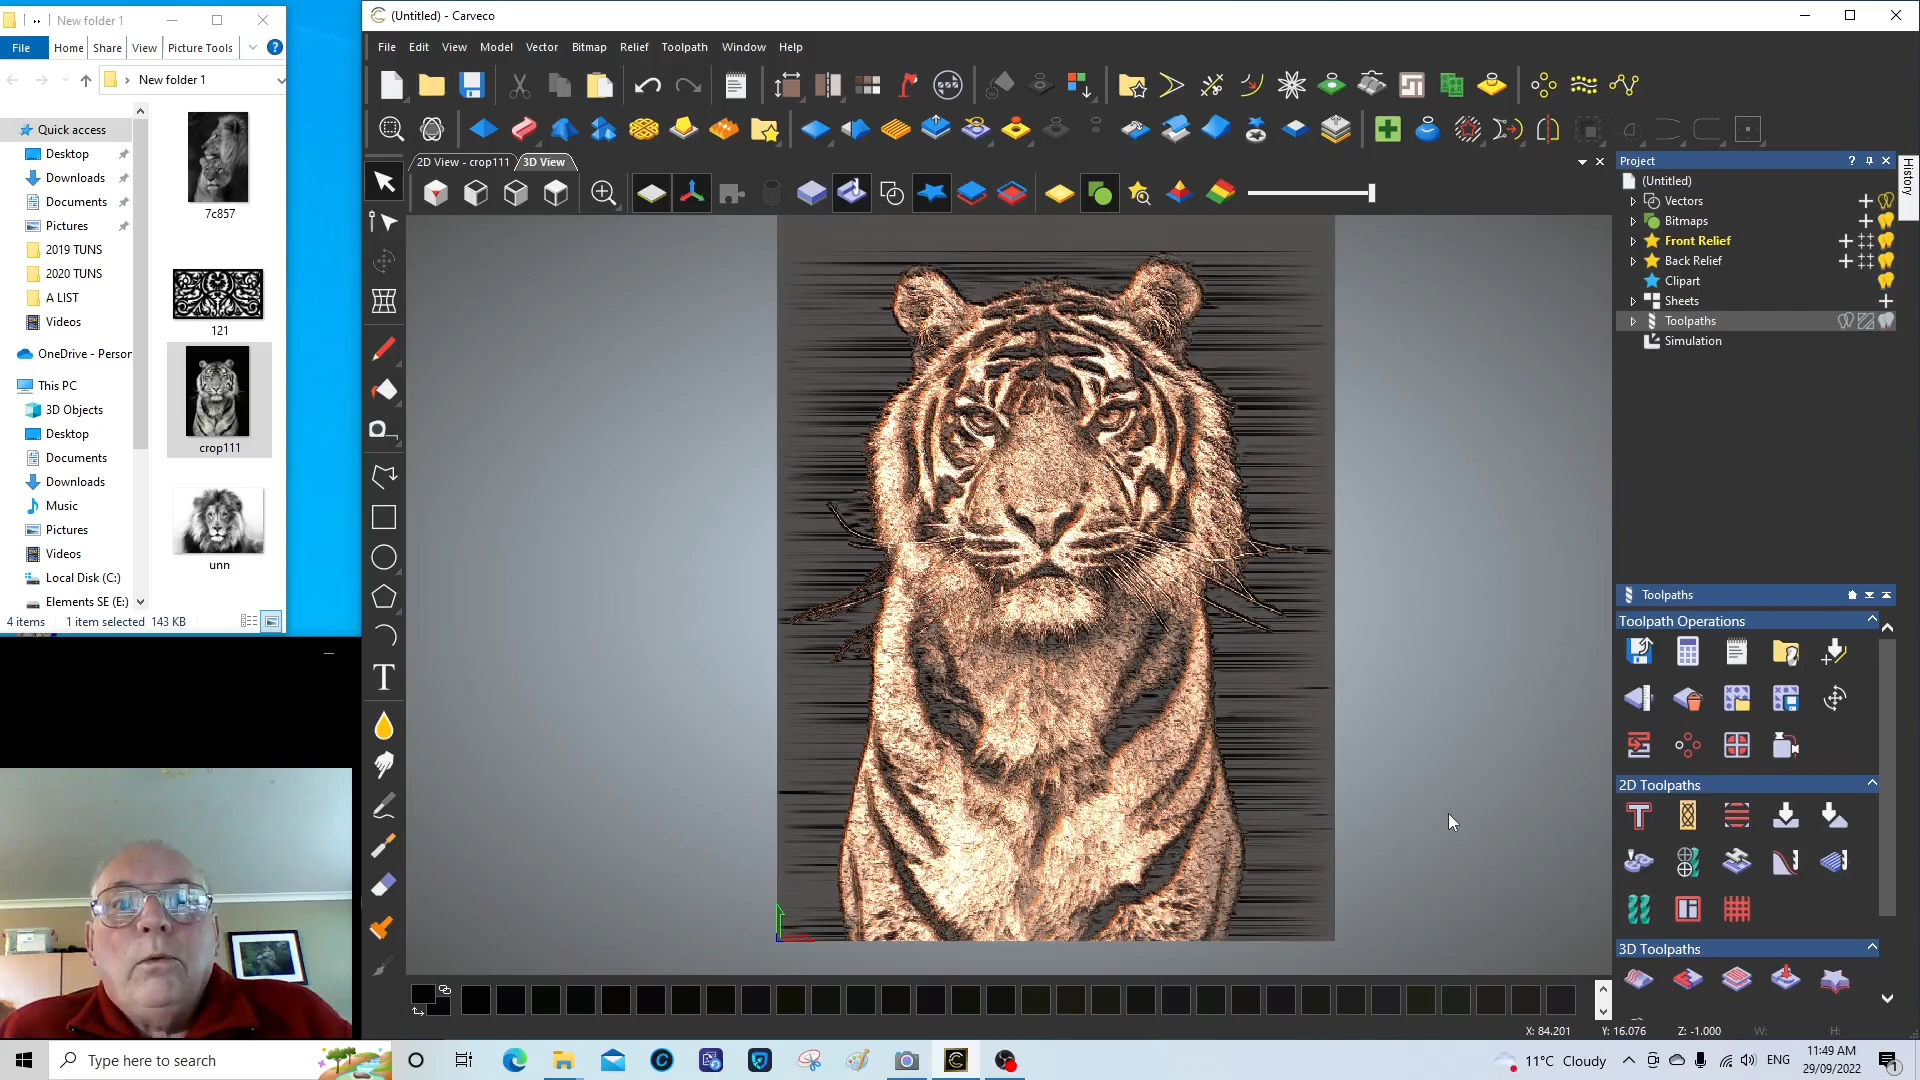 New folder 1
File Home Share View Picture Tools
New folder 1
Quick access
Desktop
Downloads
Documents
Pictures
2019 TUNS
2020 TUNS
A LIST
Videos
OneDrive - Person
This PC
3D Objects
Desktop
Documents
Downloads
Music
Pictures
Videos
Local Disk (C:)
Elements SE (E:)
7c857
121
crop111
unn
4 items 1 item selected 143 KB
(Untitled) - Carveco
File Edit View Model Vector Bitmap Relief Toolpath Window Help
2D View - crop111 3D View
Project
(Untitled)
Vectors
Bitmaps
Front Relief
Back Relief
Clipart
Sheets
Toolpaths
Simulation
History
Toolpaths
Toolpath Operations
2D Toolpaths
3D Toolpaths
X: 84.201 Y: 16.076 Z: -1.000 W: H:
Type here to search
11°C Cloudy
ENG
11:49 AM
29/09/2022
1